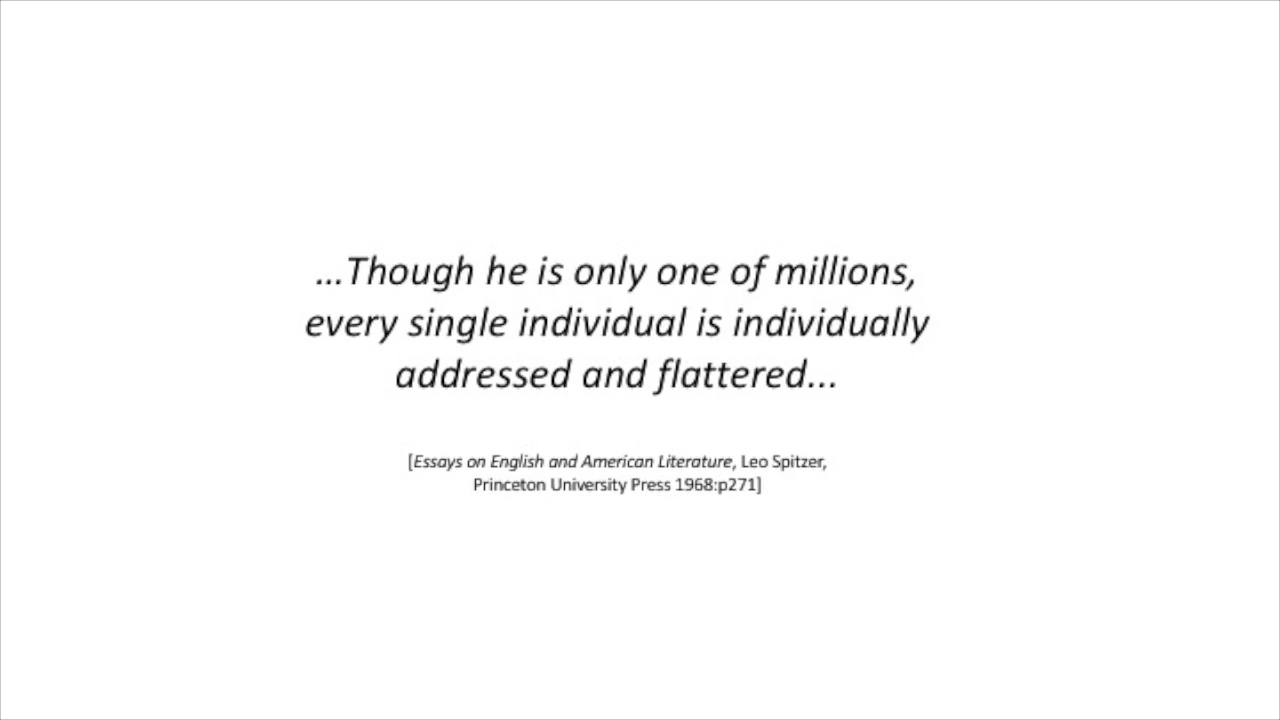 …Though he is only one of millions,
every single individual is individually
addressed and flattered...
[Essays on English and American Literature, Leo Spitzer,
Princeton University Press 1968:p271]